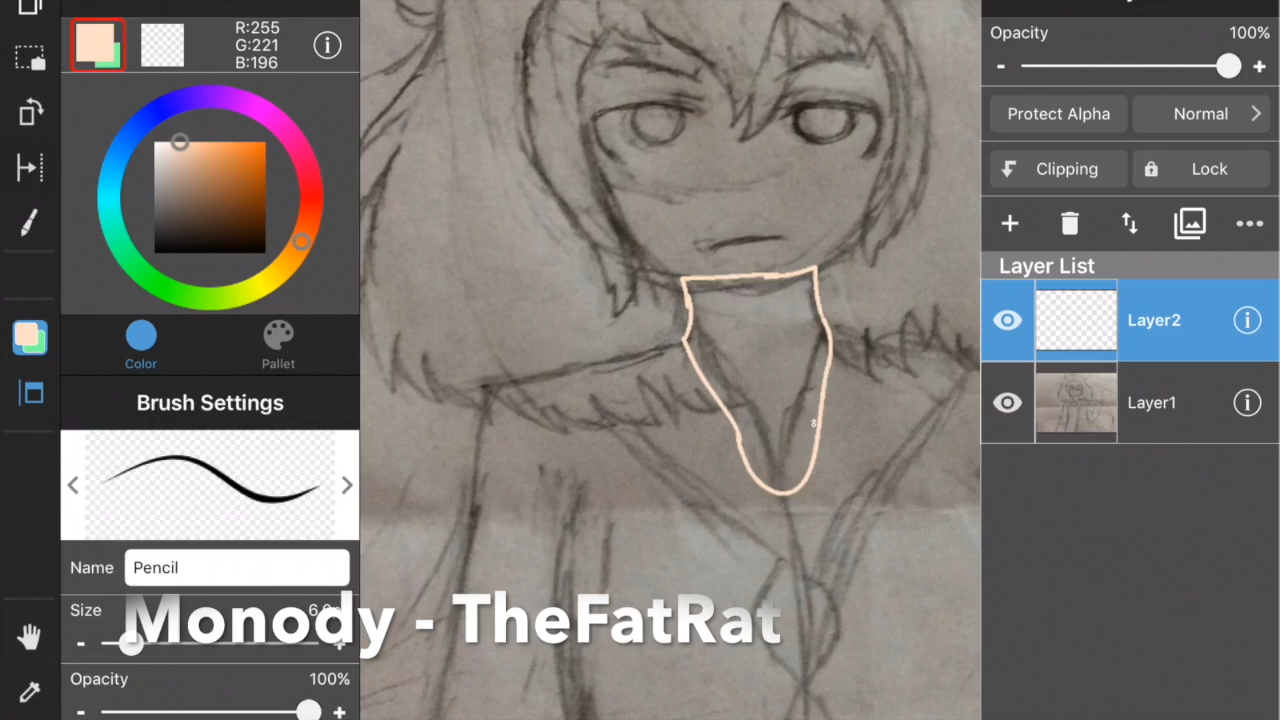 R:255
G:221
B:196
Color
Pallet
Brush Settings
Name
Pencil
Size
Monody - TheFatRat
Opacity
100%
Opacity
100%
Protect Alpha
Normal
Clipping
Lock
Layer List
Layer2
Layer1